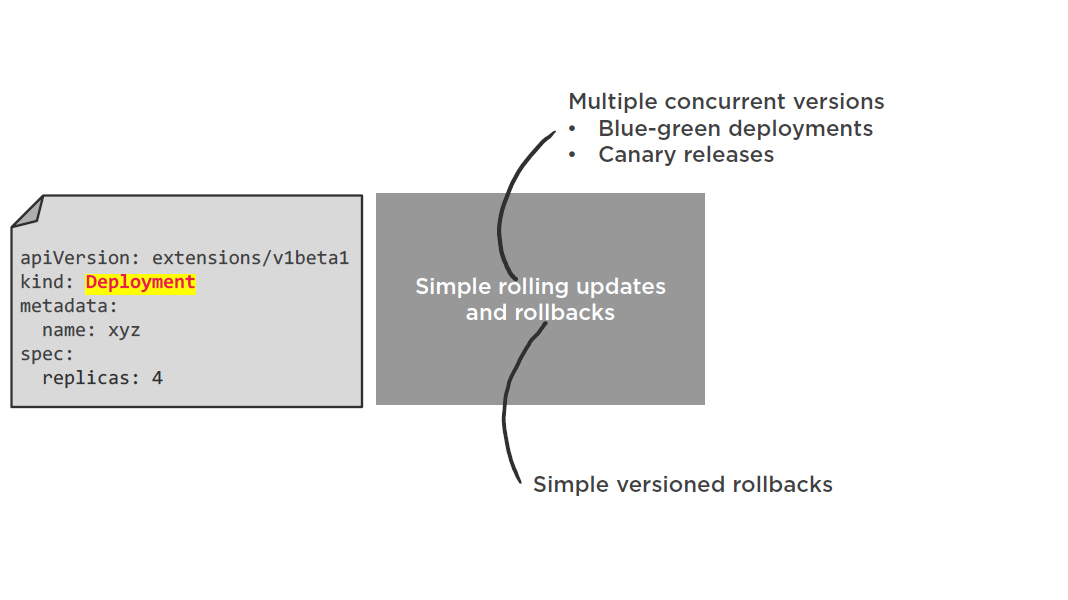 Multiple concurrent versions
• Blue-green deployments
• Canary releases
apiVersion: extensions/v1beta1
kind: Deployment
metadata:
  name: xyz
spec:
  replicas: 4
Simple rolling updates
and rollbacks
Simple versioned rollbacks